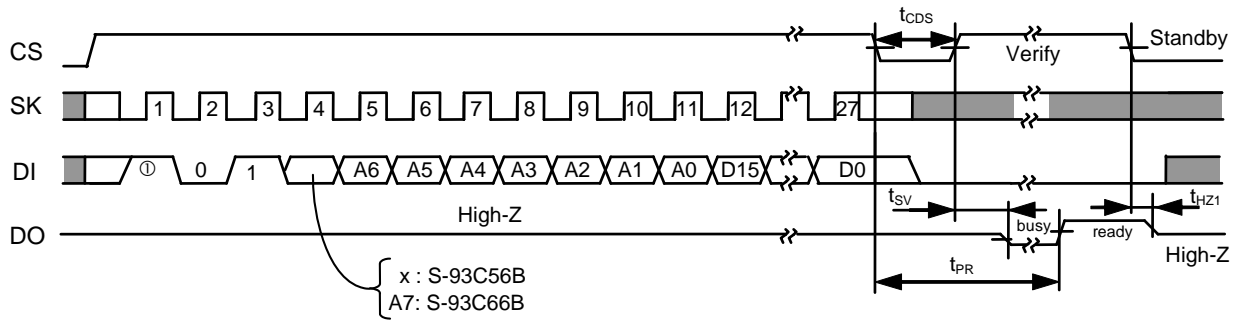 CS
tCDS
Verify
Standby
SK
1 2 3 4 5 6 7 8 9 10 11 12 27
DI
① 0 1 A6 A5 A4 A3 A2 A1 A0 D15 D0
High-Z
tSV
tHZ1
DO
busy
ready
High-Z
tPR
x : S-93C56B
A7: S-93C66B